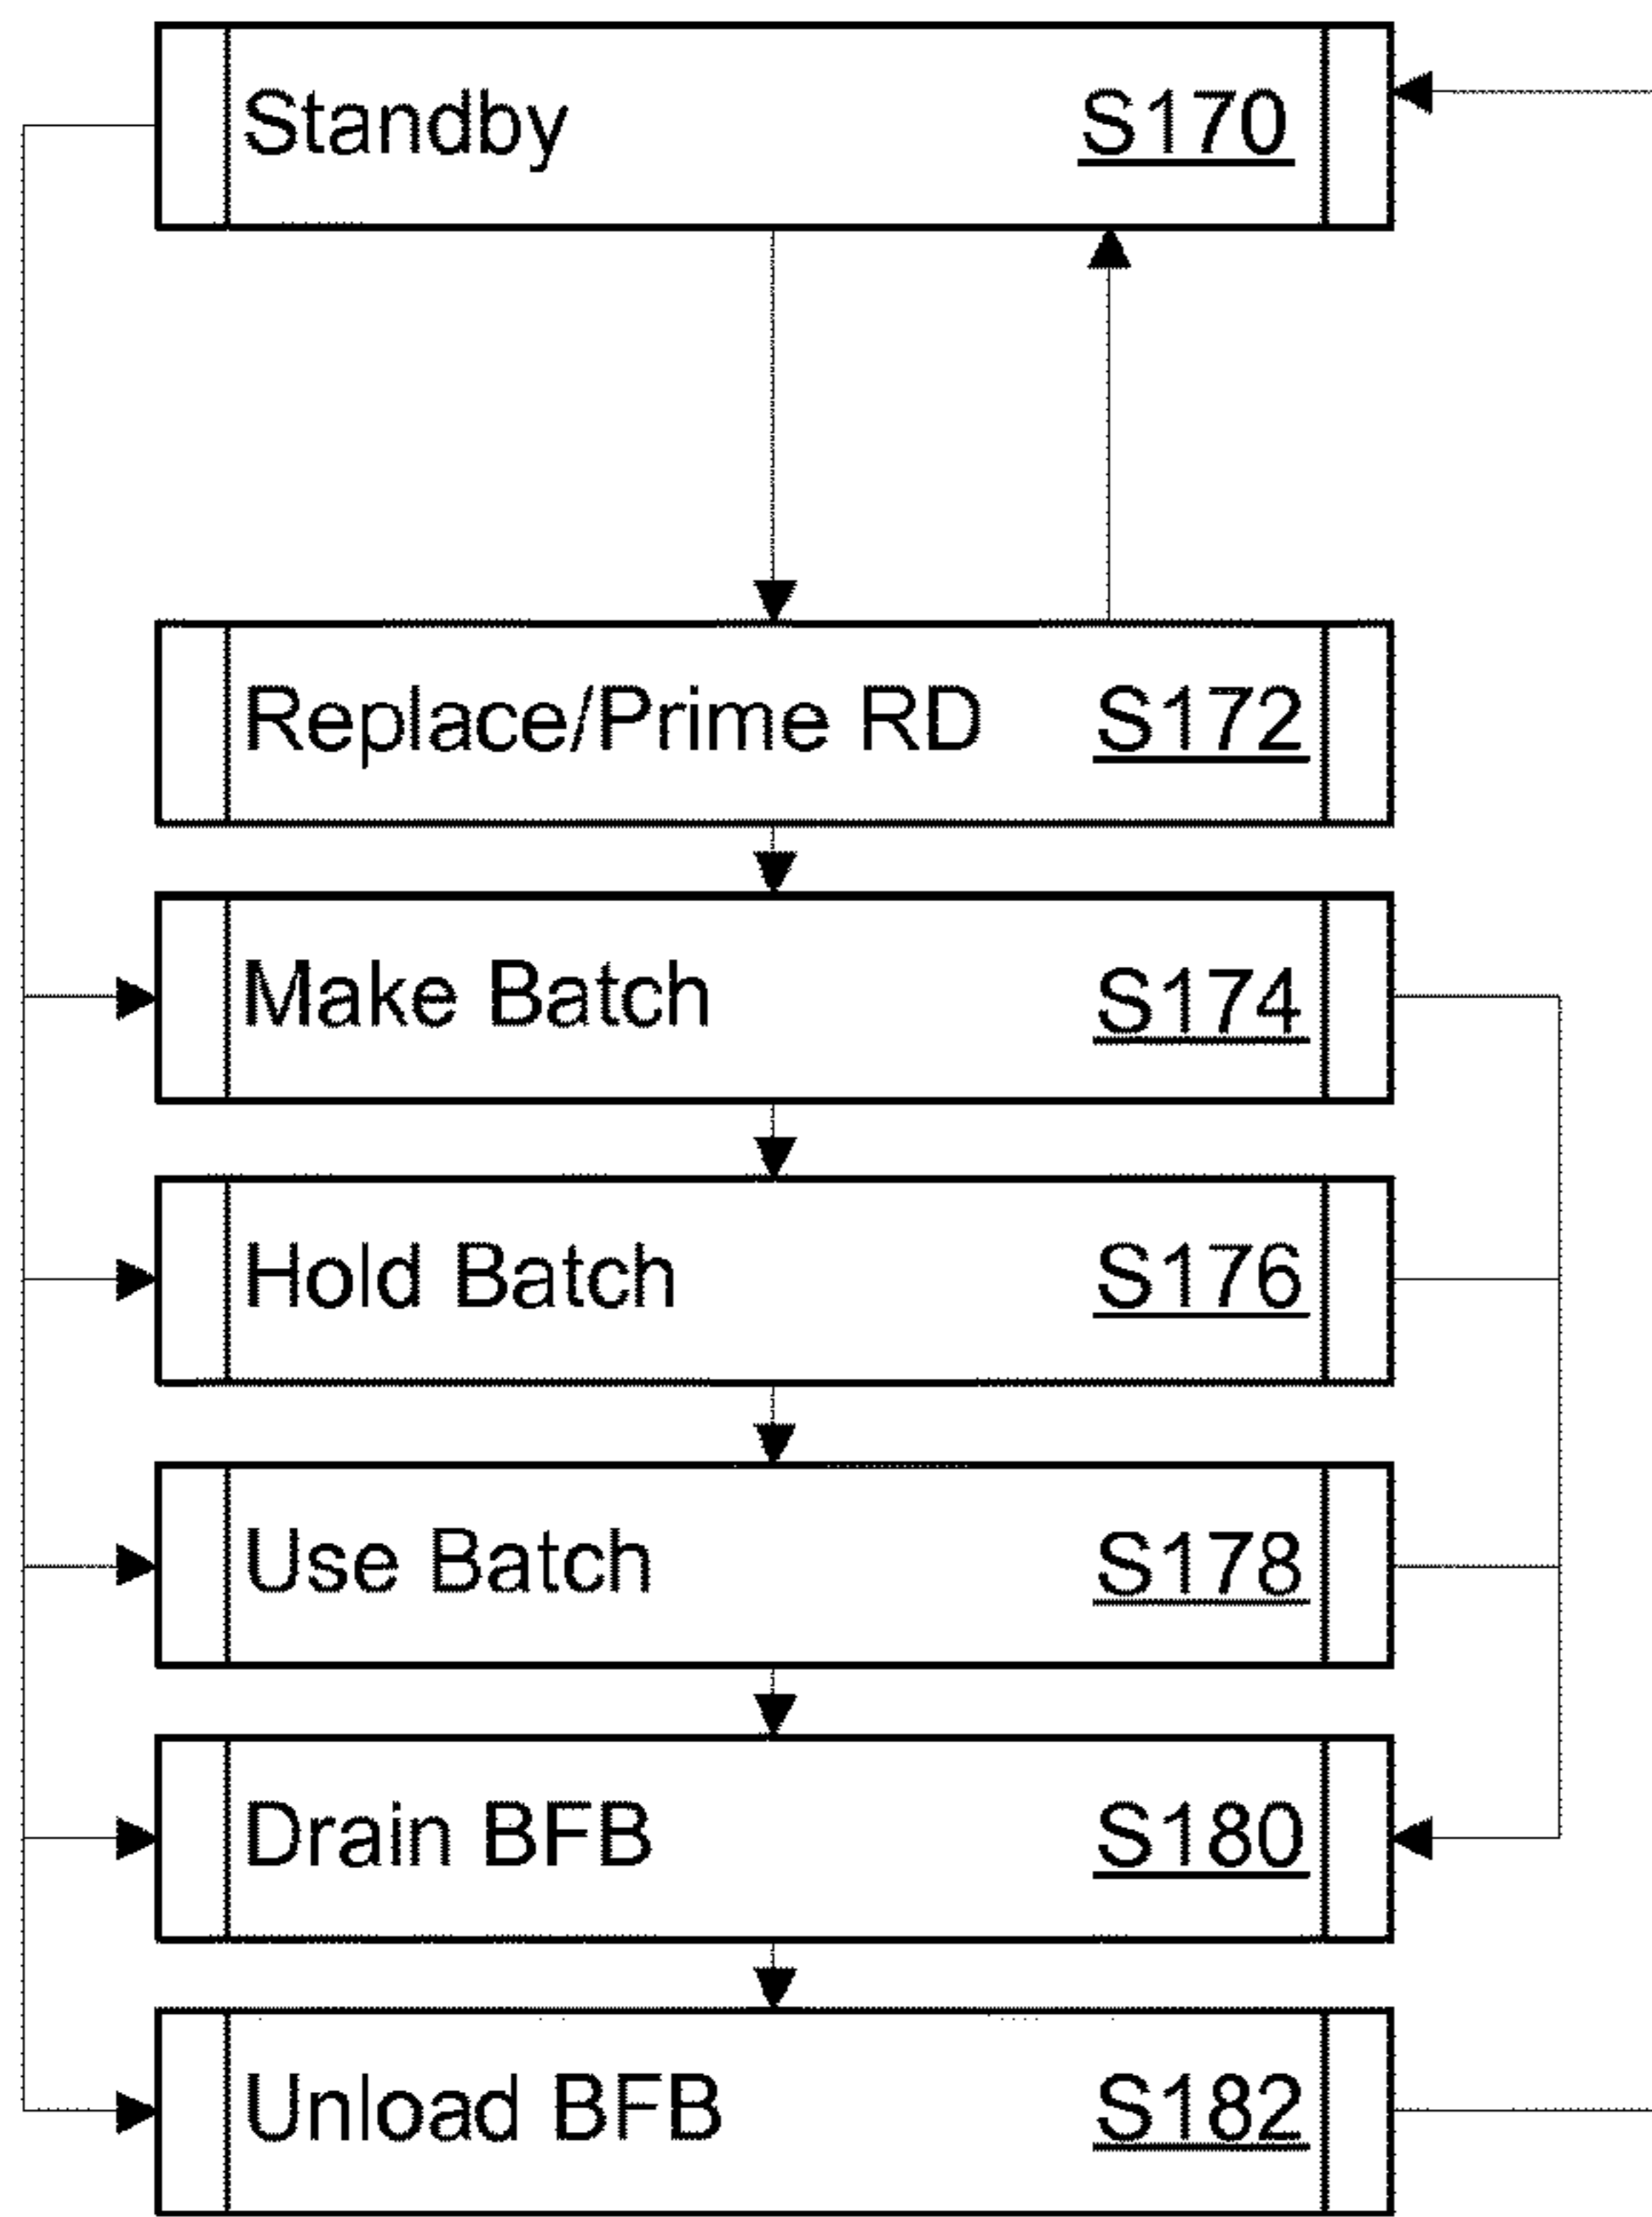 Standby S170
Replace/Prime RD S172
Make Batch S174
Hold Batch S176
Use Batch S178
Drain BFB S180
Unload BFB S182